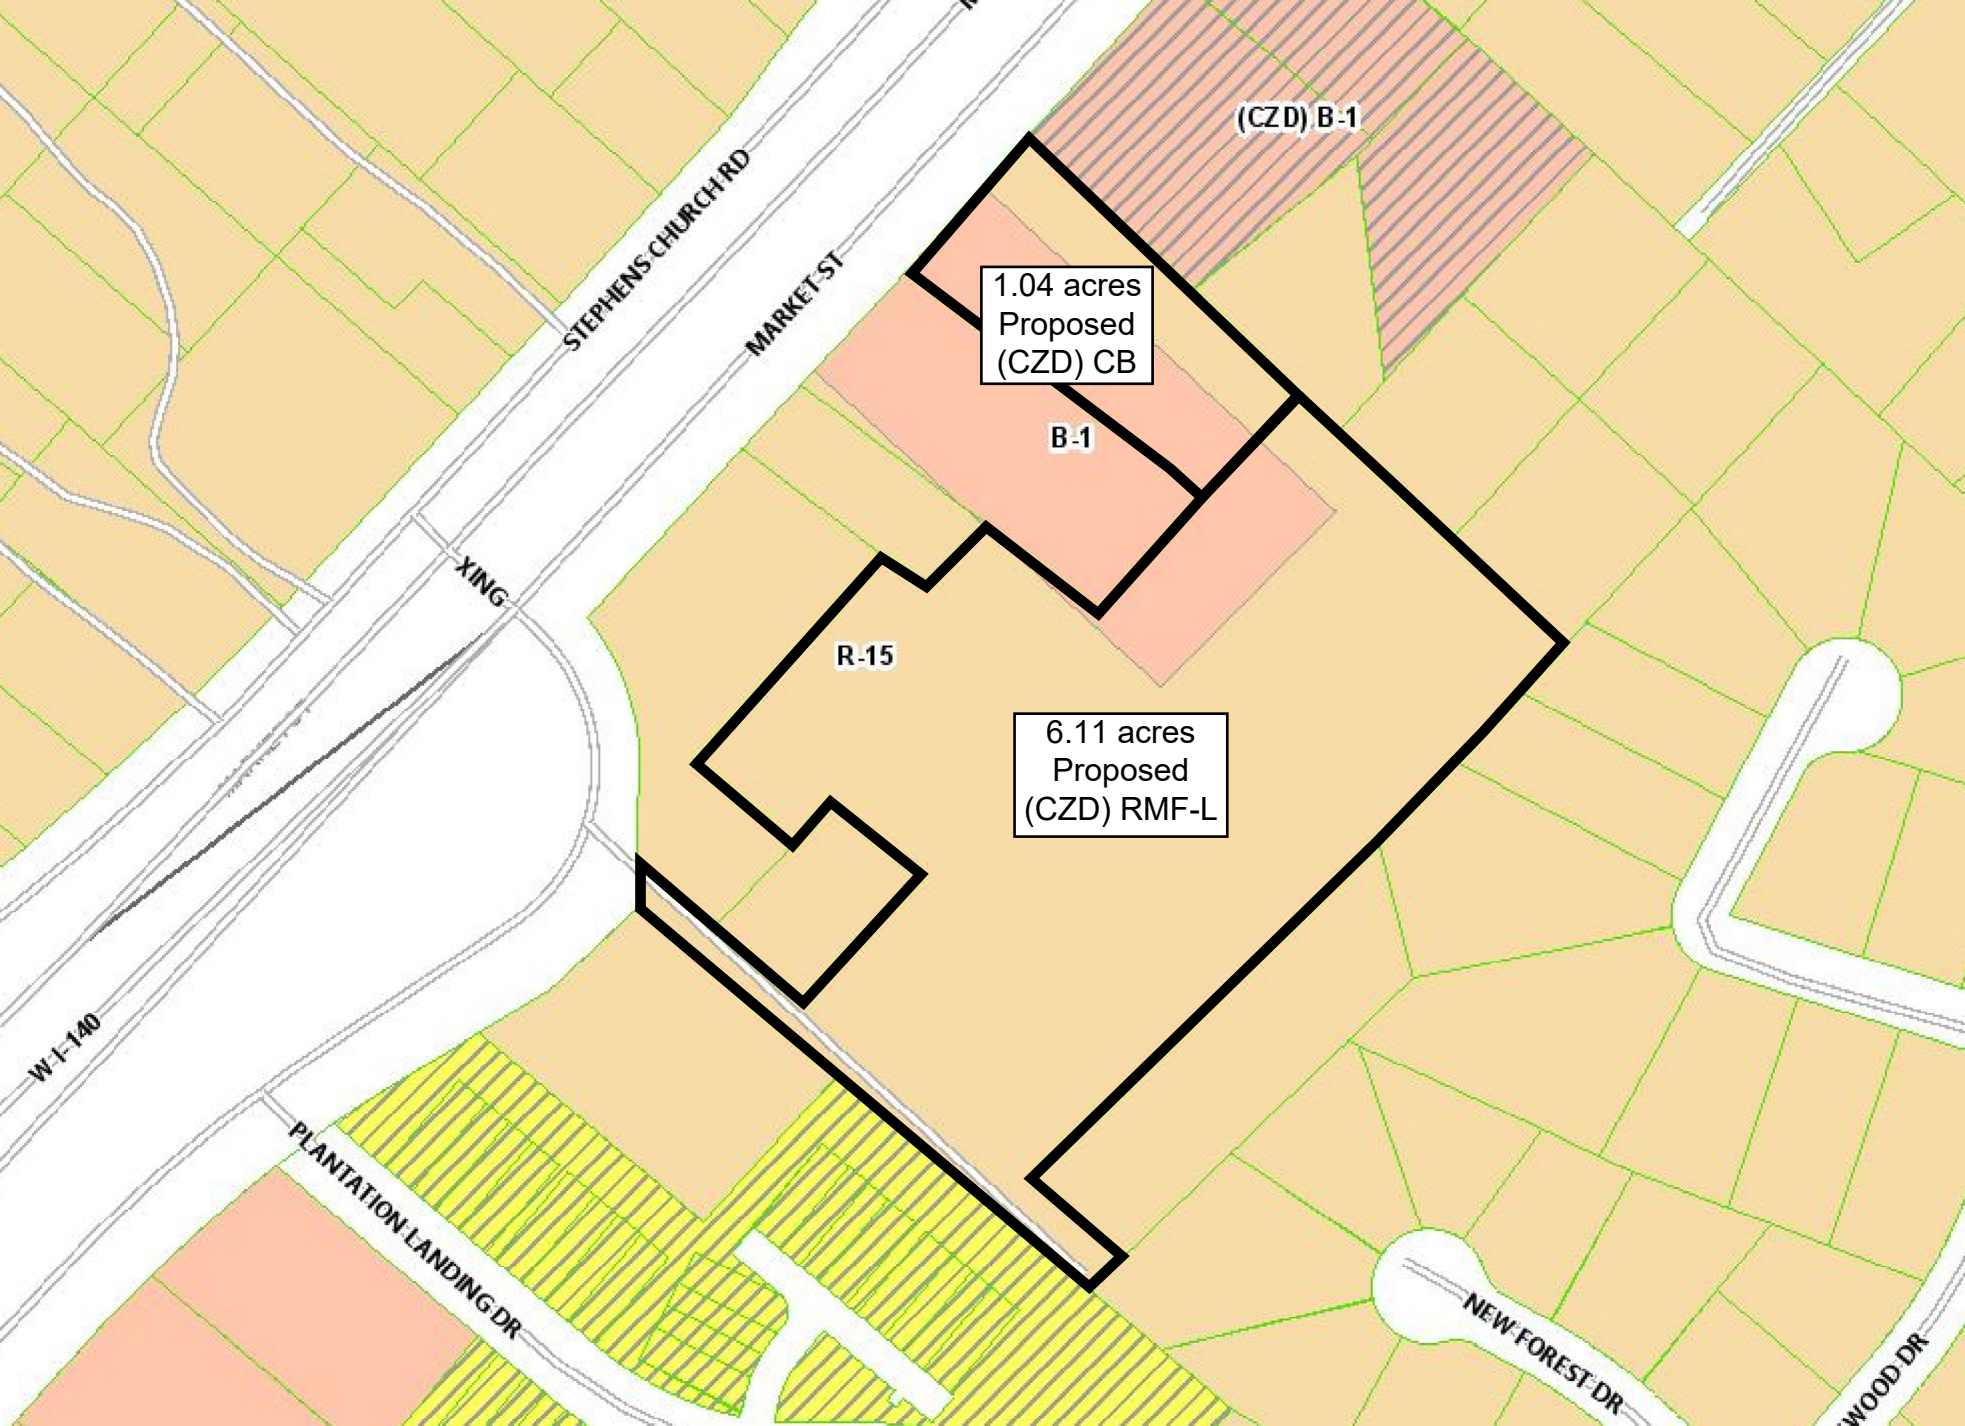 (CZD) B-1
STEPHENS CHURCH RD
MARKET ST
1.04 acres
Proposed
(CZD) CB
B-1
XING
R-15
6.11 acres
Proposed
(CZD) RMF-L
W I-140
PLANTATION LANDING DR
NEW FOREST DR
WOOD DR